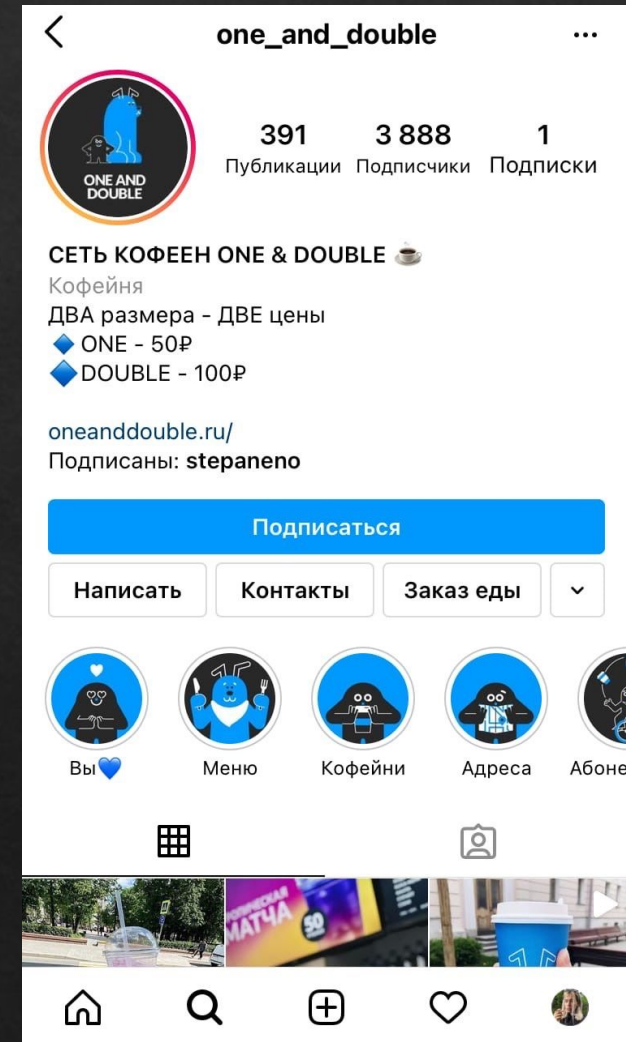 one_and_double
ONE AND
DOUBLE
391
3 888
1
Публикации
Подписчики
Подписки
СЕТЬ КОФЕЕН ONE & DOUBLE ☕
Кофейня
ДВА размера - ДВЕ цены
🔹 ONE - 50₽
🔷 DOUBLE - 100₽
oneanddouble.ru/
Подписаны: stepaneno
Подписаться
Написать
Контакты
Заказ еды
Вы💙
Меню
Кофейни
Адреса
Абоне
МАТЧА
50